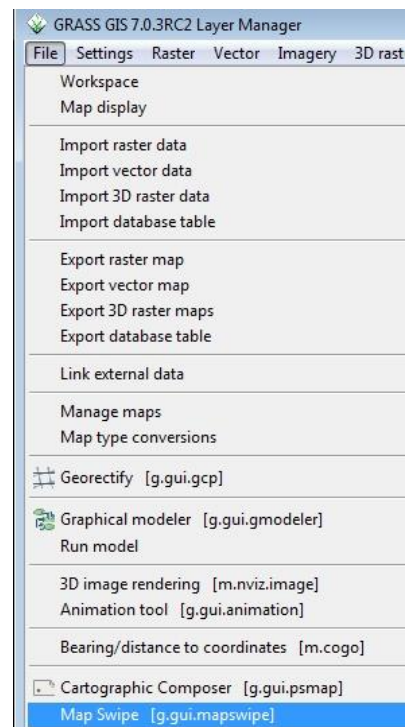 GRASS GIS 7.0.3RC2 Layer Manager
File Settings Raster Vector Imagery 3D rast
Workspace
Map display
Import raster data
Import vector data
Import 3D raster data
Import database table
Export raster map
Export vector map
Export 3D raster maps
Export database table
Link external data
Manage maps
Map type conversions
Georectify [g.gui.gcp]
Graphical modeler [g.gui.gmodeler]
Run model
3D image rendering [m.nviz.image]
Animation tool [g.gui.animation]
Bearing/distance to coordinates [m.cogo]
Cartographic Composer [g.gui.psmap]
Map Swipe [g.gui.mapswipe]